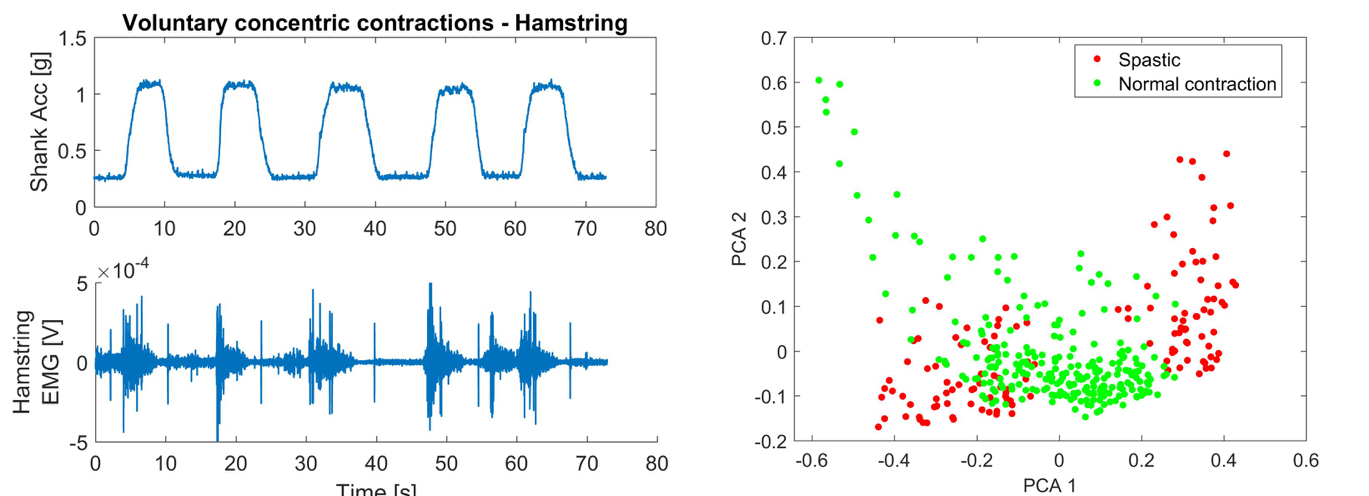 Voluntary concentric contractions - Hamstring
1.5
1
0.5
0
Shank Acc [g]
0 10 20 30 40 50 60 70 80
×10-4
5
0
-5
Hamstring
EMG [V]
0 10 20 30 40 50 60 70 80
Time [s]
0.7
0.6
0.5
0.4
0.3
0.2
0.1
0
-0.1
-0.2
PCA 2
Spastic
Normal contraction
-0.6 -0.4 -0.2 0 0.2 0.4 0.6
PCA 1